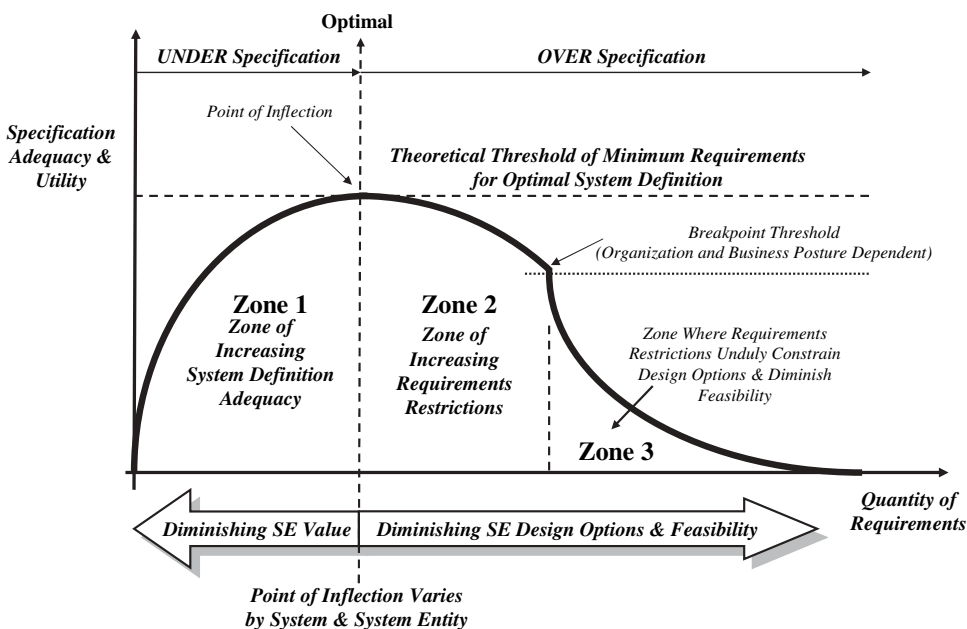 Optimal
UNDER Specification
OVER Specification
Point of Inflection
Specification
Adequacy &
Utility
Theoretical Threshold of Minimum Requirements
for Optimal System Definition
Breakpoint Threshold
(Organization and Business Posture Dependent)
Zone 1
Zone of
Increasing
System Definition
Adequacy
Zone 2
Zone of
Increasing
Requirements
Restrictions
Zone Where Requirements
Restrictions Unduly Constrain
Design Options & Diminish
Feasibility
Zone 3
Quantity of
Requirements
Diminishing SE Value
Diminishing SE Design Options & Feasibility
Point of Inflection Varies
by System & System Entity